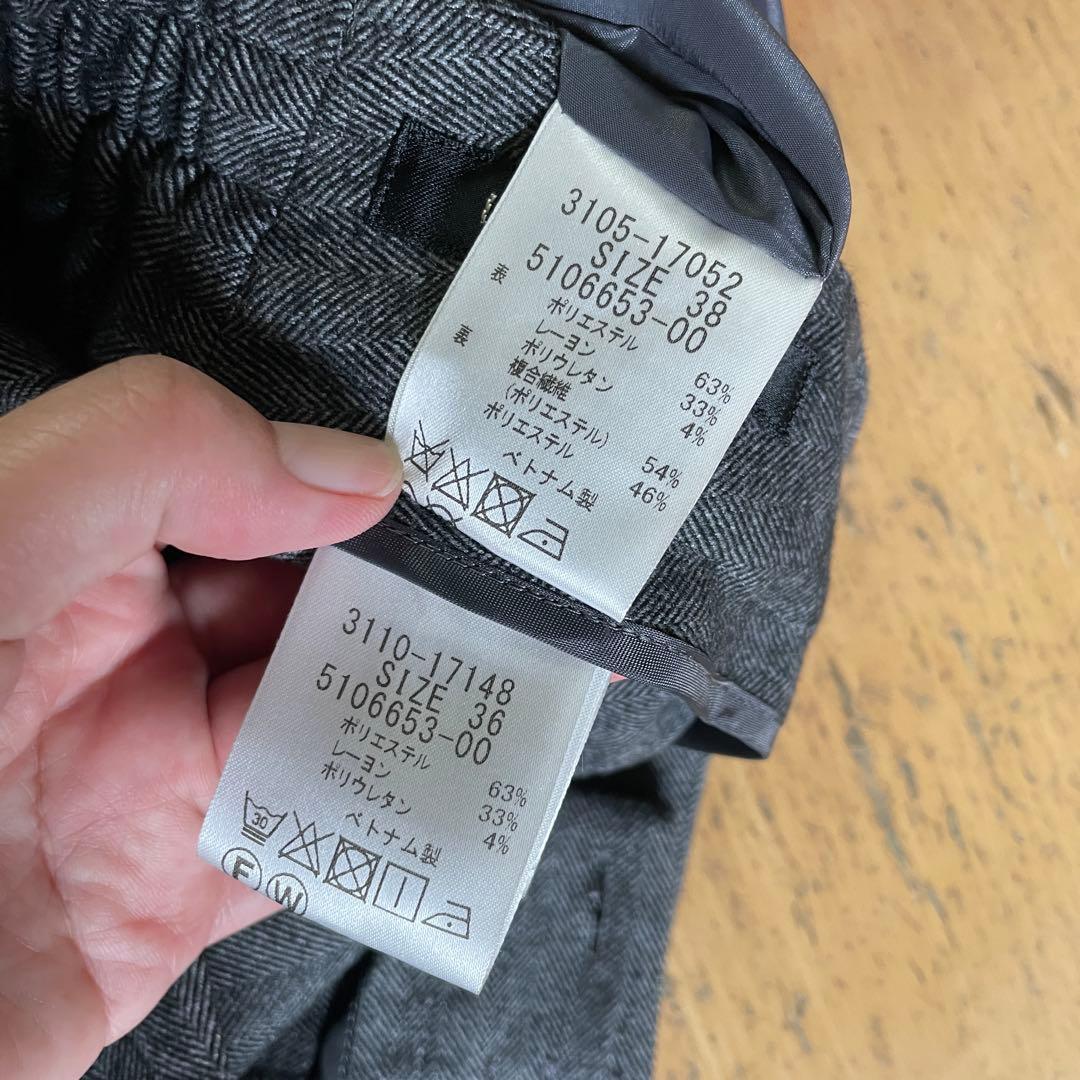 3105-17052
SIZE 38
5106653-00
表 ポリエステル 63%
レーヨン 33%
ポリウレタン 4%
裏 複合繊維
(ポリエステル) 54%
ポリエステル 46%
ベトナム製
3110-17148
SIZE 36
5106653-00
ポリエステル 63%
レーヨン 33%
ポリウレタン 4%
ベトナム製
30
F W